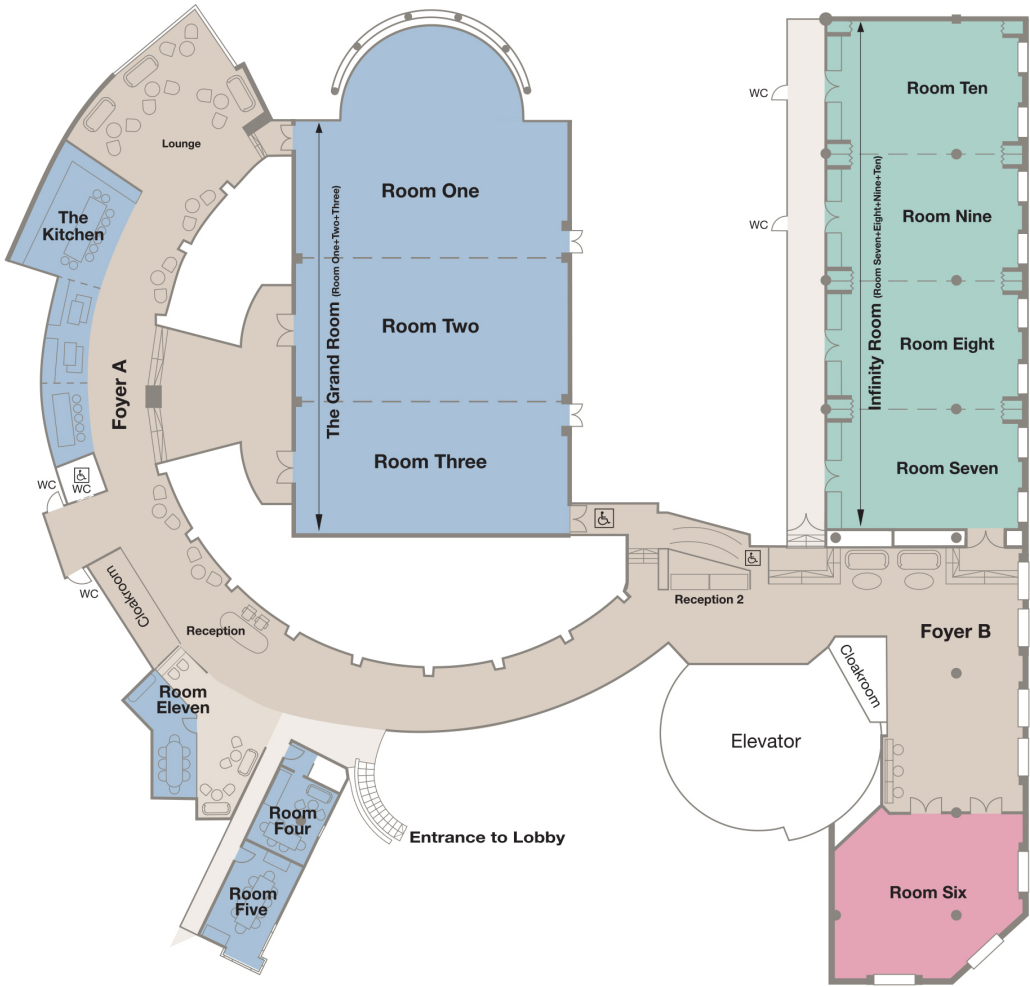 Room Ten
WC
Lounge
Room One
The
Kitchen
Room Nine
WC
The Grand Room (Room One+Two+Three)
Infinity Room (Room Seven+Eight+Nine+Ten)
Room Two
Room Eight
Foyer A
Room Three
Room Seven
WC
WC
WC
Cloakroom
Reception
Reception 2
Foyer B
Cloakroom
Room
Eleven
Elevator
Room
Four
Entrance to Lobby
Room
Five
Room Six